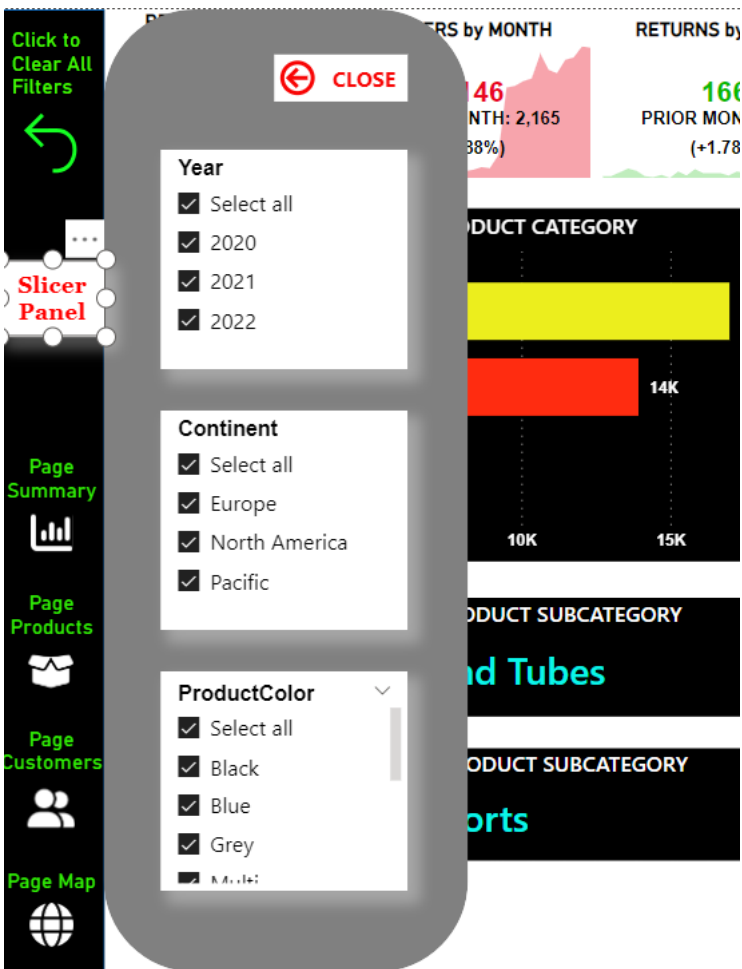 Click to
Clear All
Filters
Slicer
Panel
Page
Summary
Page
Products
Page
Customers
Page Map
CLOSE
Year
Select all
2020
2021
2022
Continent
Select all
Europe
North America
Pacific
ProductColor
Select all
Black
Blue
Grey
Multi
ERS by MONTH
146
NTH: 2,165
88%)
RETURNS by
166
PRIOR MON
(+1.78
ODUCT CATEGORY
14K
10K
15K
ODUCT SUBCATEGORY
nd Tubes
ODUCT SUBCATEGORY
orts